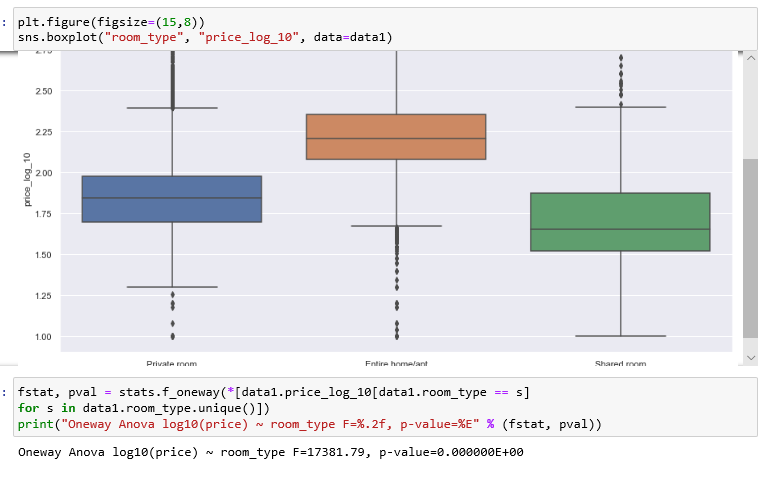 : plt.figure(figsize=(15,8))
sns.boxplot("room_type", "price_log_10", data=data1)
2.75
2.50
2.25
2.00
1.75
1.50
1.25
1.00
price_log_10
Private room
Entire home/apt
Shared room
: fstat, pval = stats.f_oneway(*[data1.price_log_10[data1.room_type == s]
for s in data1.room_type.unique()])
print("Oneway Anova log10(price) ~ room_type F=%.2f, p-value=%E" % (fstat, pval))
Oneway Anova log10(price) ~ room_type F=17381.79, p-value=0.000000E+00